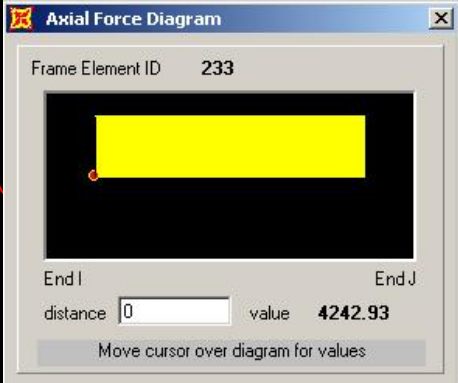 Axial Force Diagram
Frame Element ID 233
End I End J
distance 0 value 4242.93
Move cursor over diagram for values